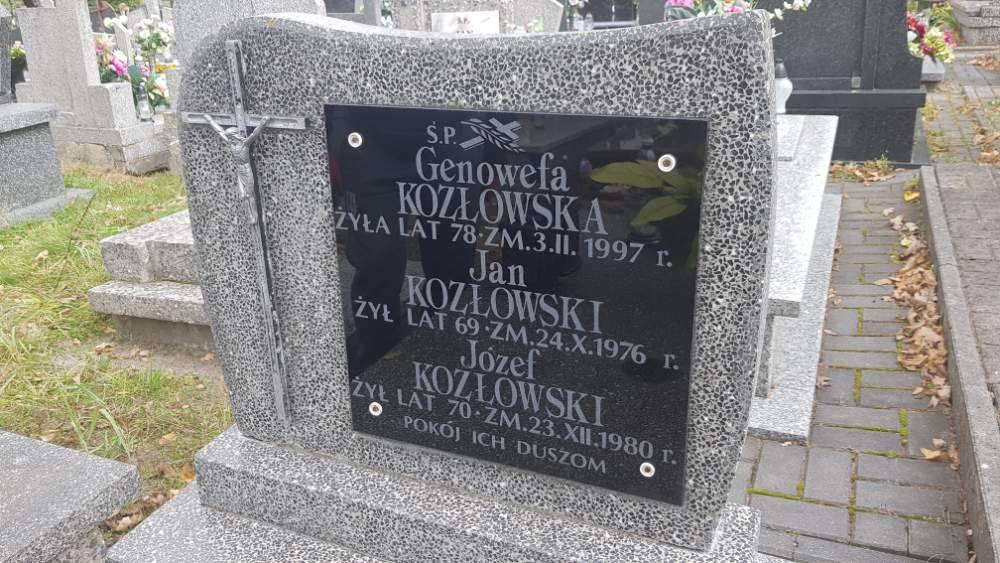 Ś.P.
Genowefa
KOZŁOWSKA
ŻYŁA LAT 78·ZM.3.II.1997 r.
Jan
KOZŁOWSKI
ŻYŁ LAT 69·ZM.24.X.1976 r.
Józef
KOZŁOWSKI
ŻYŁ LAT 70·ZM.23.XII.1980 r.
POKÓJ ICH DUSZOM